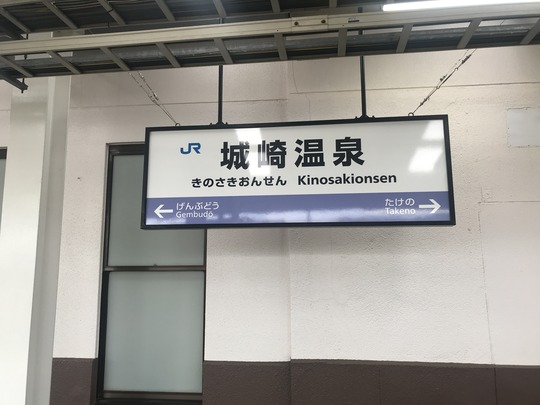 JR 城崎温泉
きのさきおんせん Kinosakionsen
げんぶどう
Gembudō
たけの
Takeno